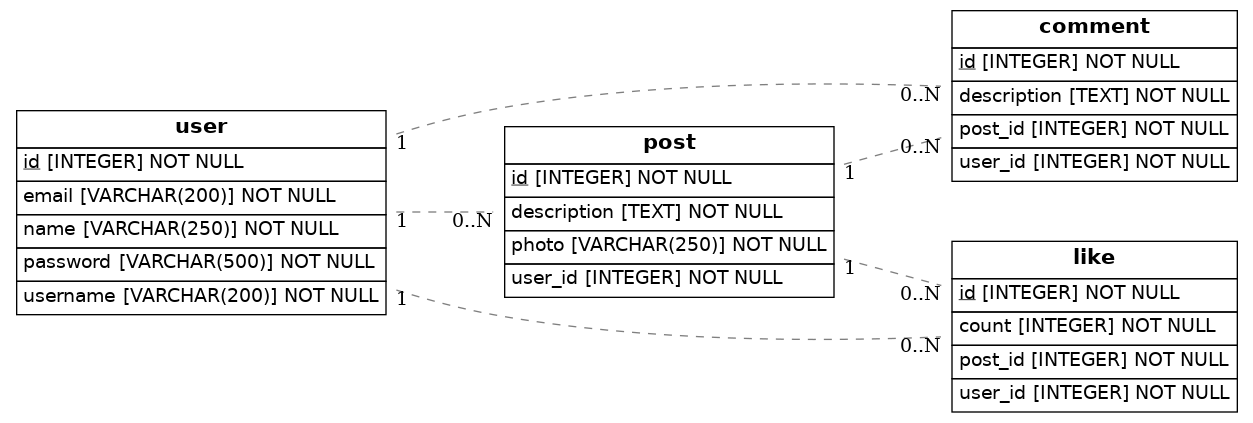 user
id [INTEGER] NOT NULL
email [VARCHAR(200)] NOT NULL
name [VARCHAR(250)] NOT NULL
password [VARCHAR(500)] NOT NULL
username [VARCHAR(200)] NOT NULL
1
1
0..N
1
post
id [INTEGER] NOT NULL
description [TEXT] NOT NULL
photo [VARCHAR(250)] NOT NULL
user_id [INTEGER] NOT NULL
1
1
0..N
0..N
0..N
0..N
comment
id [INTEGER] NOT NULL
description [TEXT] NOT NULL
post_id [INTEGER] NOT NULL
user_id [INTEGER] NOT NULL
like
id [INTEGER] NOT NULL
count [INTEGER] NOT NULL
post_id [INTEGER] NOT NULL
user_id [INTEGER] NOT NULL